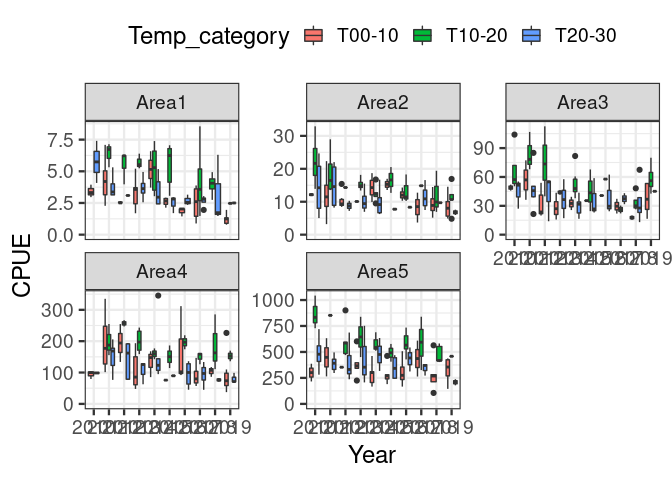 Temp_category T00-10 T10-20 T20-30
Area1 Area2 Area3
7.5 30 90
5.0 20 60
2.5 10 30
0.0 0 0
CPUE
Area4 Area5
300 1000
200 750
100 500
0 250
0
Year